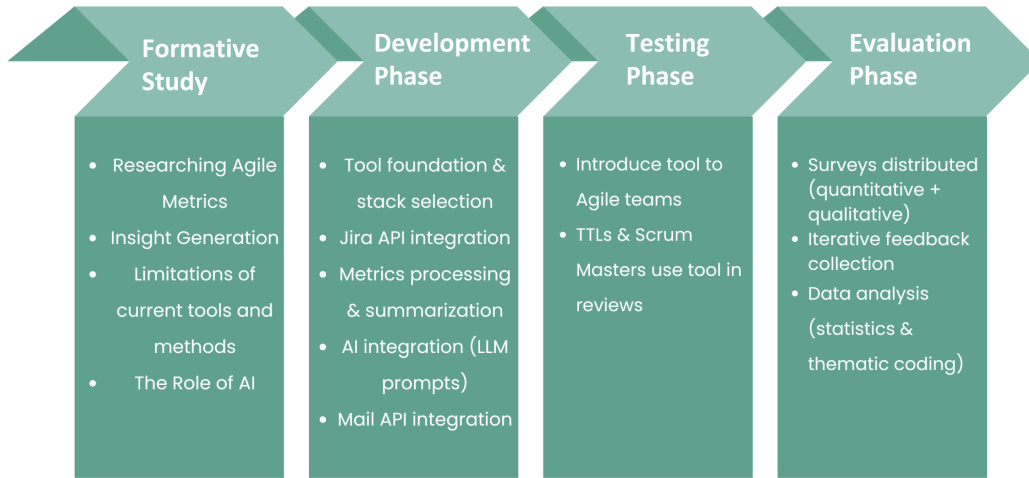 Formative
Study
• Researching Agile
Metrics
• Insight Generation
• Limitations of
current tools and
methods
• The Role of AI
Development
Phase
• Tool foundation &
stack selection
• Jira API integration
• Metrics processing
& summarization
• AI integration (LLM
prompts)
• Mail API integration
Testing
Phase
• Introduce tool to
Agile teams
• TTLs & Scrum
Masters use tool in
reviews
Evaluation
Phase
• Surveys distributed
(quantitative +
qualitative)
• Iterative feedback
collection
• Data analysis
(statistics &
thematic coding)